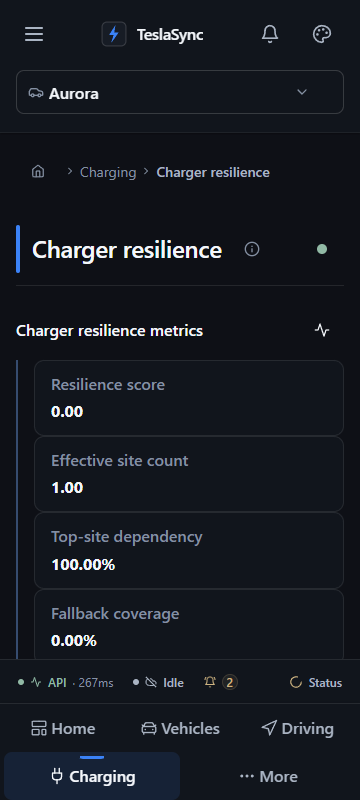 TeslaSync
Aurora
Charging Charger resilience
Charger resilience
Charger resilience metrics
Resilience score
0.00
Effective site count
1.00
Top-site dependency
100.00%
Fallback coverage
0.00%
API · 267ms Idle 2 Status
Home Vehicles Driving
Charging More